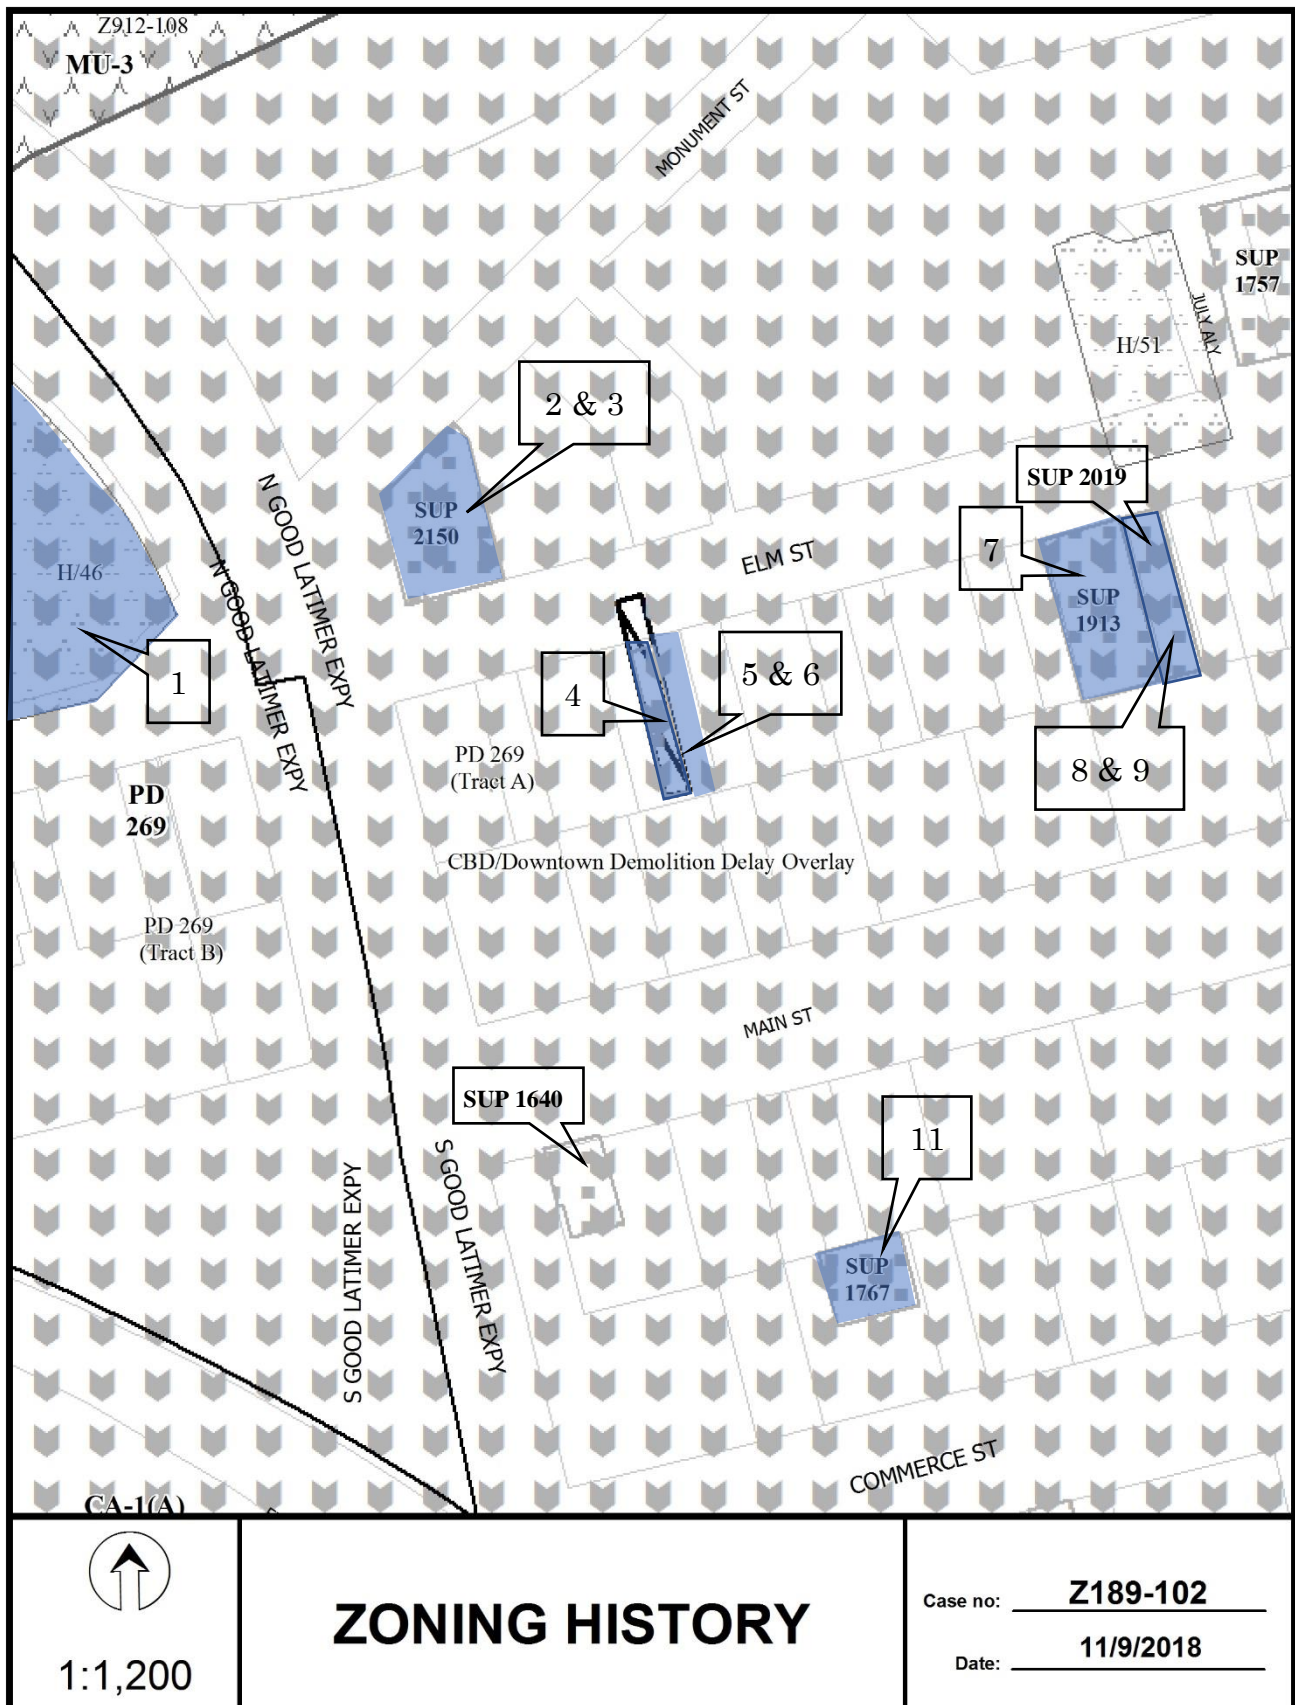 Z912-108
MU-3
MONUMENT ST
SUP
1757
JULY ALY
H/51
2 & 3
SUP 2019
N GOOD LATIMER EXPY
SUP
2150
7
ELM ST
H/46
N GOOD LATIMER EXPY
SUP
1913
1
4
5 & 6
8 & 9
PD 269
(Tract A)
PD
269
CBD/Downtown Demolition Delay Overlay
PD 269
(Tract B)
MAIN ST
SUP 1640
11
S GOOD LATIMER EXPY
S GOOD LATIMER EXPY
SUP
1767
COMMERCE ST
CA-1(A)
1:1,200
ZONING HISTORY
Case no: Z189-102
Date: 11/9/2018